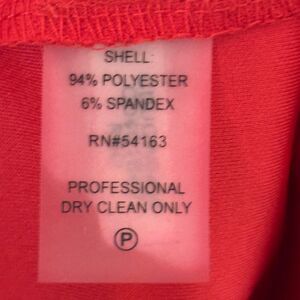 SHELL:
94% POLYESTER
6% SPANDEX
RN#54163
PROFESSIONAL
DRY CLEAN ONLY
P